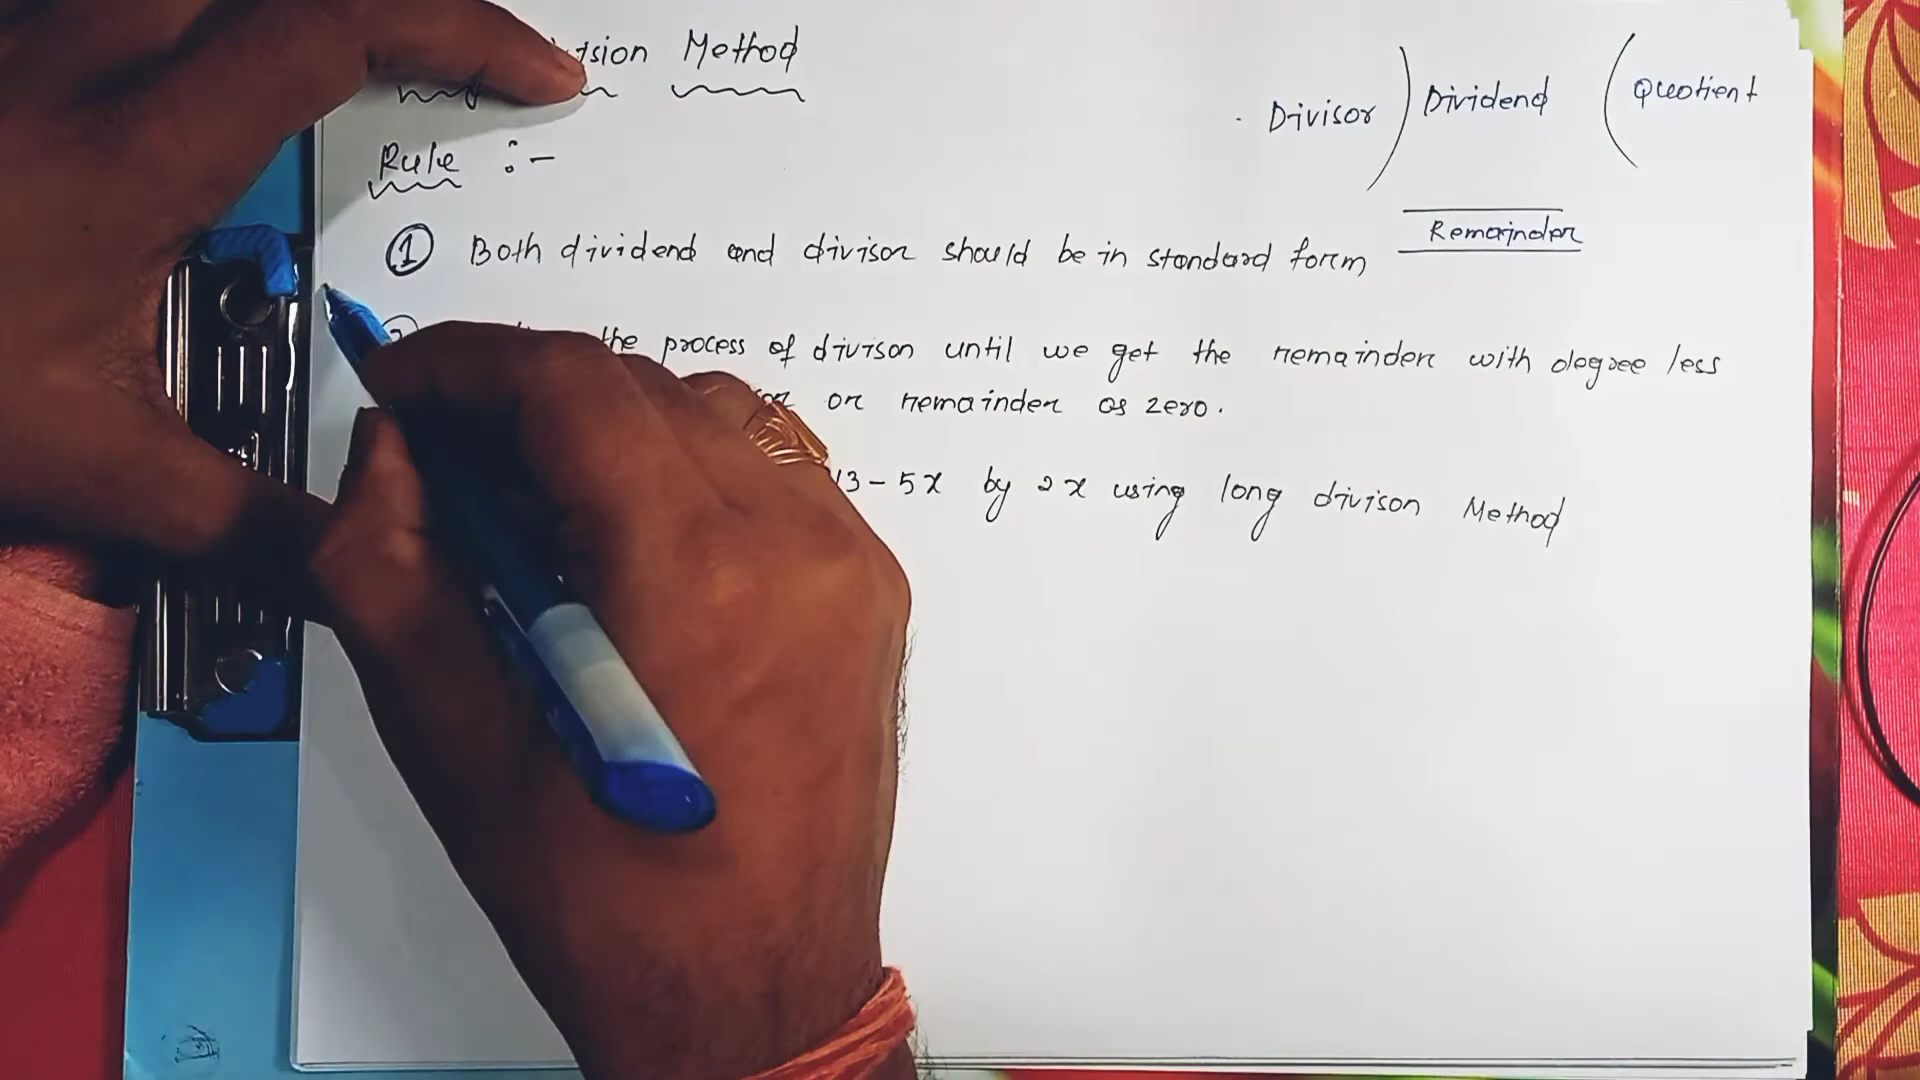 Method
Divisor ) Dividend ( Quotient
Rule :-
Remainder
① Both dividend and divisor should be in standard form
the process of divison until we get the remainder with degree less
or remainder as zero.
13 - 5x by 2x using long divison Method